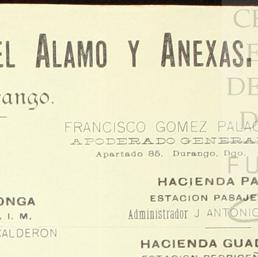 EL ALAMO Y ANEXAS.
ango.
FRANCISCO GOMEZ PALAC
APODERADO GENERA
Apartado 85. Durango, Dgo.
HACIENDA PA
ONGA
ESTACION PASAJE
I. M.
Administrador J ANTONIO
CALDERON
HACIENDA GUAD